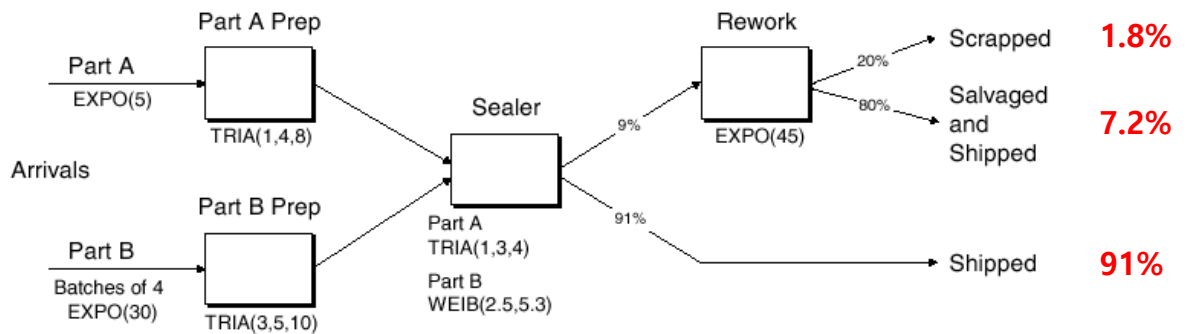 Part A Prep
Rework
Scrapped
1.8%
20%
Part A
EXPO(5)
TRIA(1,4,8)
Sealer
9%
80%
EXPO(45)
Salvaged
and
Shipped
7.2%
Arrivals
Part B Prep
Part A
TRIA(1,3,4)
Part B
WEIB(2.5,5.3)
91%
Shipped
91%
Part B
Batches of 4
EXPO(30)
TRIA(3,5,10)